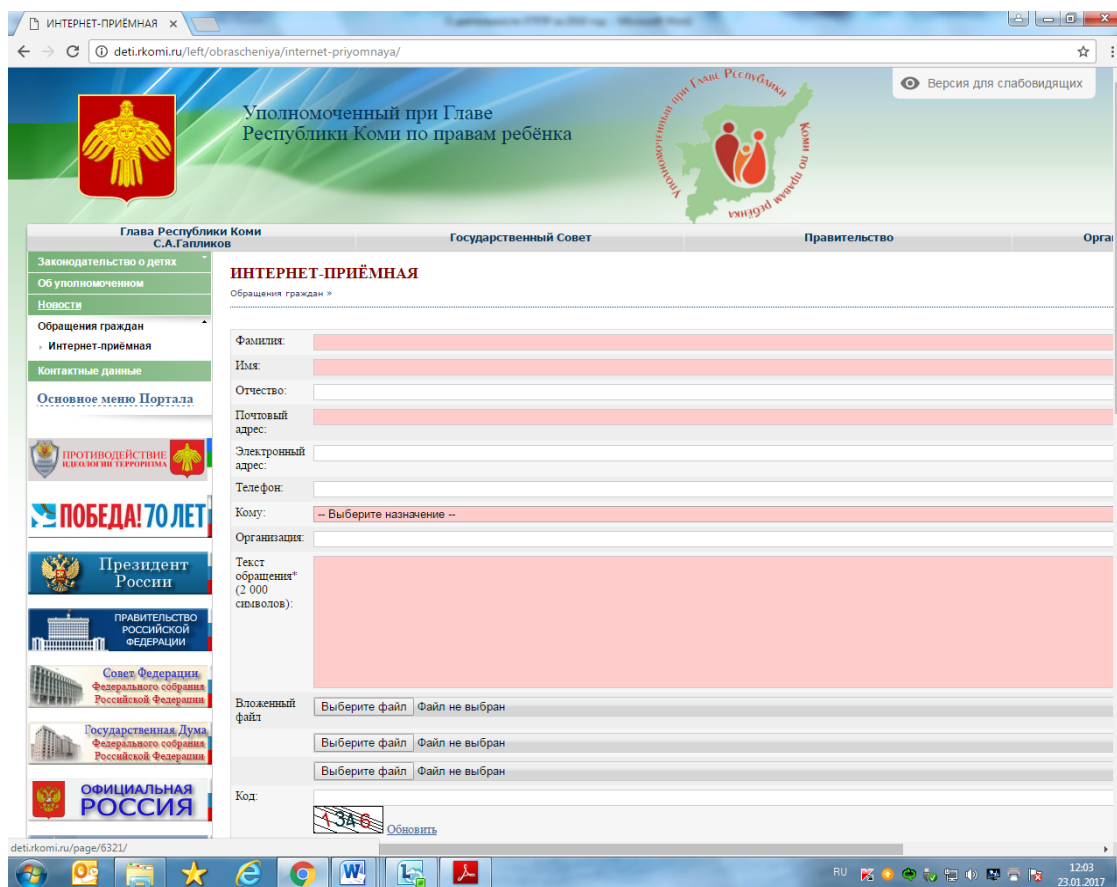 ИНТЕРНЕТ-ПРИЁМНАЯ
deti.rkomi.ru/left/obrascheniya/internet-priyomnaya/
Версия для слабовидящих
Уполномоченный при Главе
Республики Коми по правам ребёнка
Уполномоченный при Главе Республики Коми по правам ребёнка
Глава Республики Коми
С.А.Гапликов
Государственный Совет
Правительство
Орга
Законодательство о детях
Об уполномоченном
Новости
Обращения граждан
Интернет-приёмная
Контактные данные
Основное меню Портала
ПРОТИВОДЕЙСТВИЕ
ИДЕОЛОГИИ ТЕРРОРИЗМА
ПОБЕДА! 70 ЛЕТ
Президент
России
ПРАВИТЕЛЬСТВО
РОССИЙСКОЙ
ФЕДЕРАЦИИ
Совет Федерации
Федерального собрания
Российской Федерации
Государственная Дума
Федерального собрания
Российской Федерации
ОФИЦИАЛЬНАЯ
РОССИЯ
ИНТЕРНЕТ-ПРИЁМНАЯ
Обращения граждан »
Фамилия:
Имя:
Отчество:
Почтовый
адрес:
Электронный
адрес:
Телефон:
Кому:
-- Выберите назначение --
Организация:
Текст
обращения*
(2 000
символов):
Вложенный
файл
Выберите файл Файл не выбран
Выберите файл Файл не выбран
Выберите файл Файл не выбран
Код:
1346
Обновить
deti.rkomi.ru/page/6321/
RU
12:03
23.01.2017